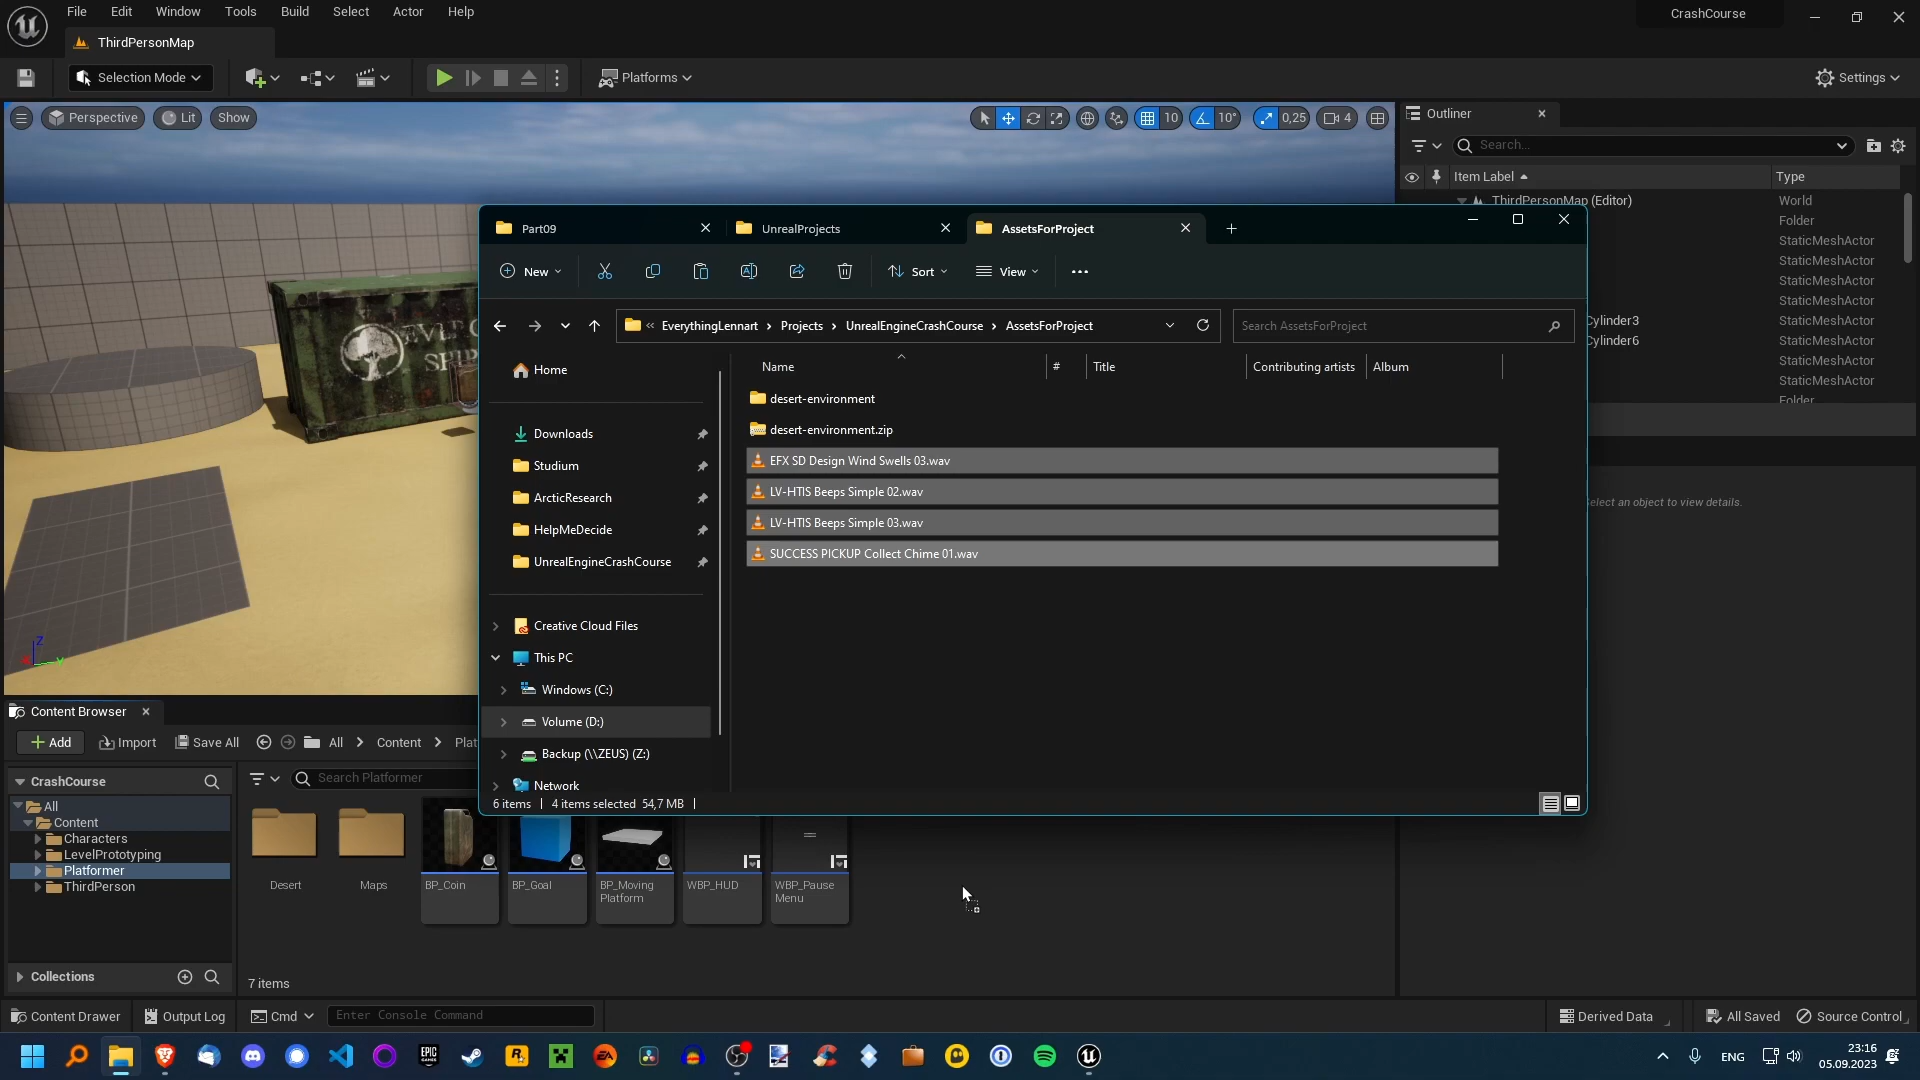 File Edit Window Tools Build Select Actor Help
CrashCourse
ThirdPersonMap
Selection Mode
Platforms
Settings
Perspective
Lit
Show
10
10°
0,25
4
Outliner
Search...
Item Label
Type
ThirdPersonMap (Editor)
World
Folder
StaticMeshActor
StaticMeshActor
StaticMeshActor
StaticMeshActor
Cylinder3
StaticMeshActor
Cylinder6
StaticMeshActor
StaticMeshActor
StaticMeshActor
Folder
Select an object to view details.
Part09
UnrealProjects
AssetsForProject
New
Sort
View
« EverythingLennart > Projects > UnrealEngineCrashCourse > AssetsForProject
Search AssetsForProject
Home
Downloads
Studium
ArcticResearch
HelpMeDecide
UnrealEngineCrashCourse
Creative Cloud Files
This PC
Windows (C:)
Volume (D:)
Backup (\\ZEUS) (Z:)
Network
Name
#
Title
Contributing artists
Album
desert-environment
desert-environment.zip
EFX SD Design Wind Swells 03.wav
LV-HTIS Beeps Simple 02.wav
LV-HTIS Beeps Simple 03.wav
SUCCESS PICKUP Collect Chime 01.wav
6 items | 4 items selected 54,7 MB |
Content Browser
Add
Import
Save All
All > Content >
CrashCourse
Search Platformer
All
Content
Characters
LevelPrototyping
Platformer
ThirdPerson
Collections
Desert
Maps
BP_Coin
BP_Goal
BP_Moving
Platform
WBP_HUD
WBP_Pause
Menu
7 items
Content Drawer
Output Log
Cmd
Enter Console Command
Derived Data
All Saved
Source Control
EPIC
GAMES
EA
ENG
23:16
05.09.2023